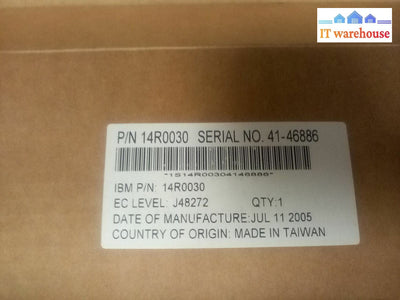 IT warehouse
P/N 14R0030 SERIAL NO. 41-46886
"1S14R00304146886"
IBM P/N: 14R0030
EC LEVEL: J48272 QTY:1
DATE OF MANUFACTURE:JUL 11 2005
COUNTRY OF ORIGIN: MADE IN TAIWAN